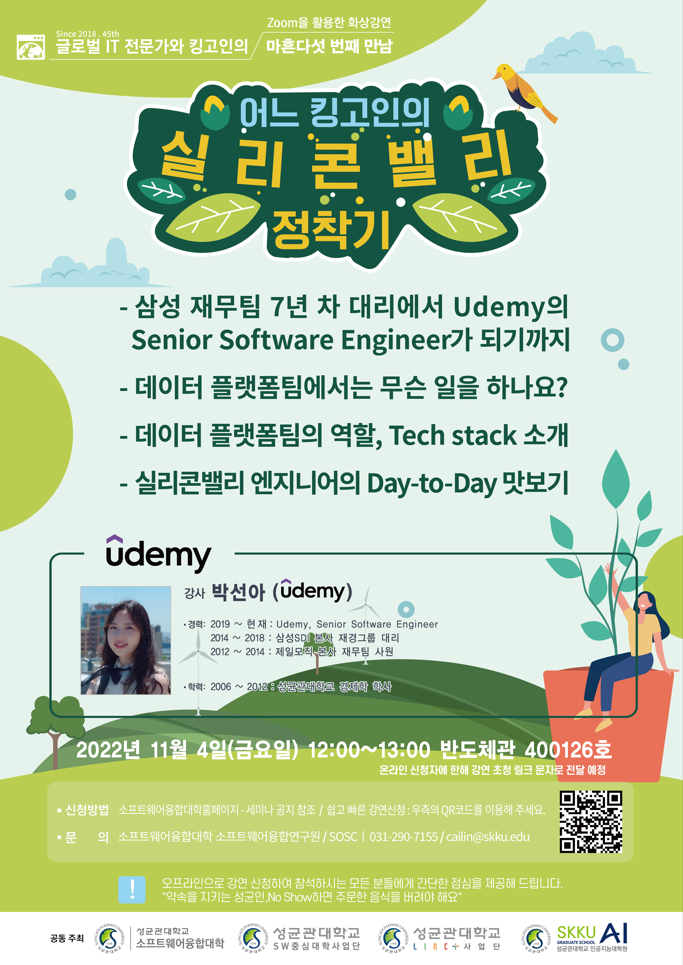 Since 2018 . 45th
글로벌 IT 전문가와 킹고인의
Zoom을 활용한 화상강연
마흔다섯 번째 만남
어느 킹고인의
실리콘밸리
정착기
- 삼성 재무팀 7년 차 대리에서 Udemy의
Senior Software Engineer가 되기까지
- 데이터 플랫폼팀에서는 무슨 일을 하나요?
- 데이터 플랫폼팀의 역할, Tech stack 소개
- 실리콘밸리 엔지니어의 Day-to-Day 맛보기
ûdemy
강사 박선아 (ûdemy)
•경력: 2019 ~ 현재 : Udemy, Senior Software Engineer
2014 ~ 2018 : 삼성SDI 본사 재경그룹 대리
2012 ~ 2014 : 제일모직 본사 재무팀 사원
•학력: 2006 ~ 2012 : 성균관대학교 경제학 학사
2022년 11월 4일(금요일) 12:00~13:00 반도체관 400126호
온라인 신청자에 한해 강연 초청 링크 문자로 전달 예정
▪ 신청방법 소프트웨어융합대학홈페이지 - 세미나 공지 참조 / 쉽고 빠른 강연신청 : 우측의 QR코드를 이용해 주세요.
▪ 문 의 소프트웨어융합대학 소프트웨어융합연구원 / SOSC ㅣ 031-290-7155 / cailin@skku.edu
! 오프라인으로 강연 신청하여 참석하시는 모든 분들에게 간단한 점심을 제공해 드립니다.
"약속을 지키는 성균인,No Show하면 주문한 음식을 버려야 해요"
공동 주최
성균관대학교
소프트웨어융합대학
성균관대학교
SW중심대학사업단
성균관대학교
LINC+사업단
SKKU AI
GRADUATE SCHOOL
성균관대학교 인공지능대학원